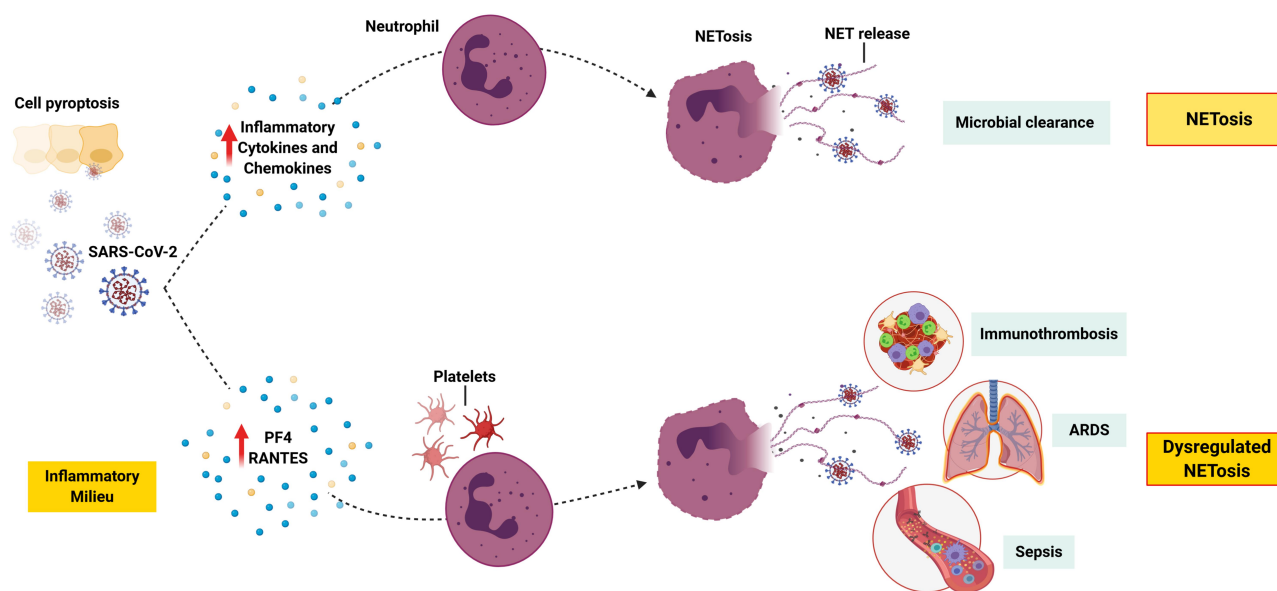 Neutrophil
NETosis
NET release
Cell pyroptosis
Inflammatory
Cytokines and
Chemokines
Microbial clearance
NETosis
SARS-CoV-2
Immunothrombosis
Platelets
PF4
RANTES
ARDS
Dysregulated
NETosis
Inflammatory
Milieu
Sepsis